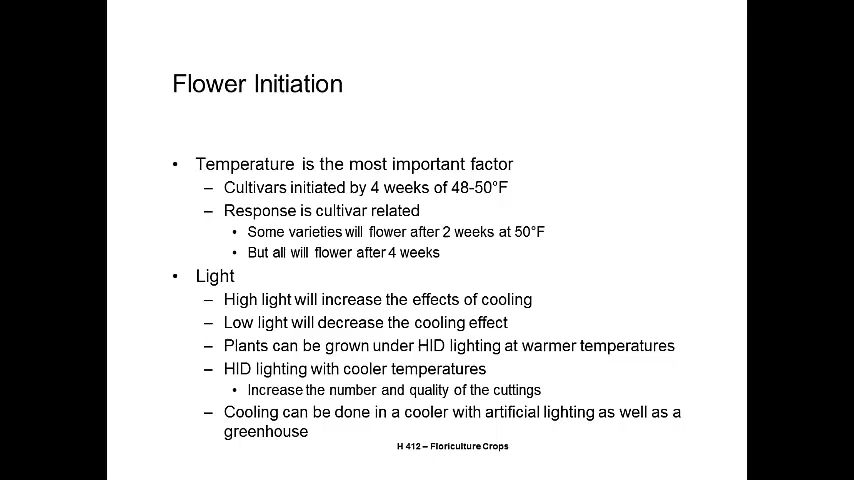 Flower Initiation
• Temperature is the most important factor
– Cultivars initiated by 4 weeks of 48-50°F
– Response is cultivar related
• Some varieties will flower after 2 weeks at 50°F
• But all will flower after 4 weeks
• Light
– High light will increase the effects of cooling
– Low light will decrease the cooling effect
– Plants can be grown under HID lighting at warmer temperatures
– HID lighting with cooler temperatures
• Increase the number and quality of the cuttings
– Cooling can be done in a cooler with artificial lighting as well as a
greenhouse
H 412 – Floriculture Crops